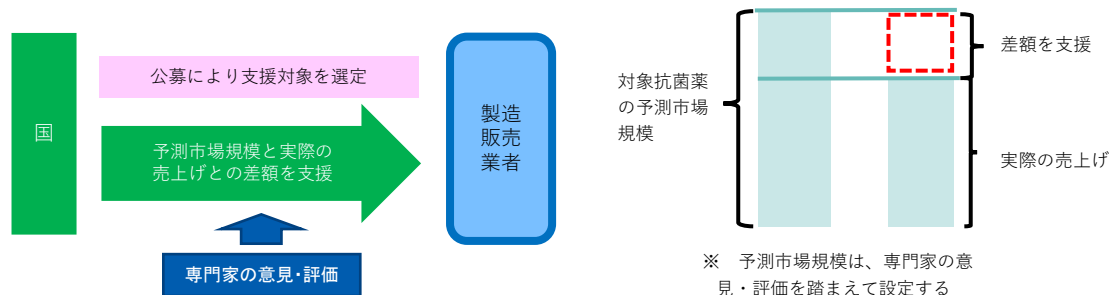 国
公募により支援対象を選定
予測市場規模と実際の
売上げとの差額を支援
専門家の意見・評価
製造
販売
業者
対象抗菌薬
の予測市場
規模
差額を支援
実際の売上げ
※　予測市場規模は、専門家の意
見・評価を踏まえて設定する